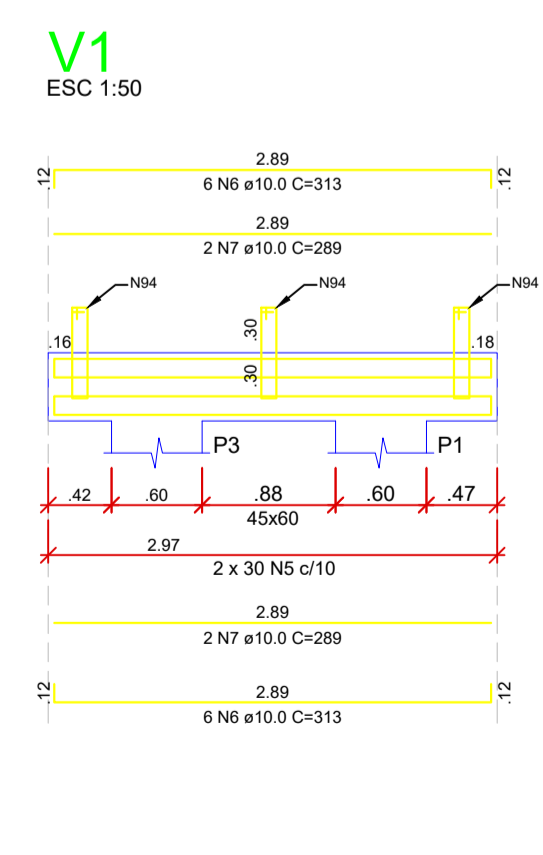 V1
ESC 1:50
2.89
.12
.12
6 N6 ø10.0 C=313
2.89
2 N7 ø10.0 C=289
N94
N94
N94
.30
.16
.18
.30
P3
P1
.42
.60
.88
.60
.47
45x60
2.97
2 x 30 N5 c/10
2.89
2 N7 ø10.0 C=289
2.89
.12
.12
6 N6 ø10.0 C=313